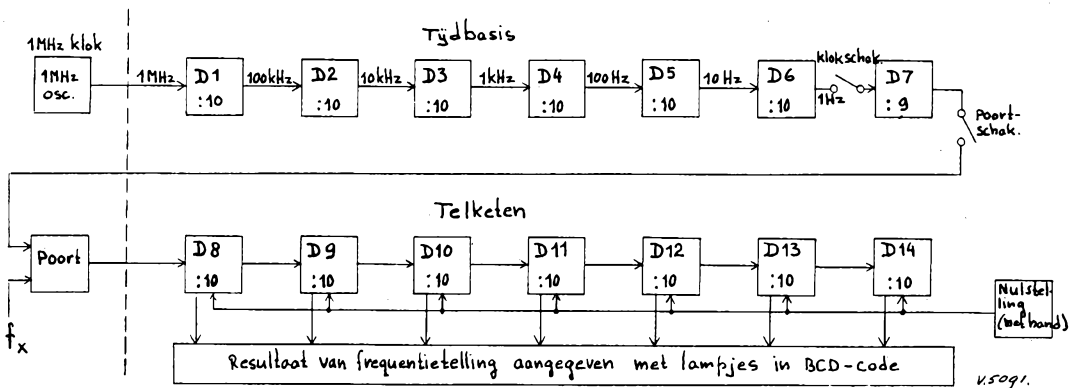 Tijdbasis
1MHz klok
1MHz
osc.
1MHz
D1
:10
100kHz
D2
:10
10kHz
D3
:10
1kHz
D4
:10
100Hz
D5
:10
10Hz
D6
:10
klokschak.
1Hz
D7
:9
Poort-
schak.
Telketen
Poort
fx
D8
:10
D9
:10
D10
:10
D11
:10
D12
:10
D13
:10
D14
:10
Nulstel-
ling
(met hand)
Resultaat van frequentietelling aangegeven met lampjes in BCD-code
V.5091.